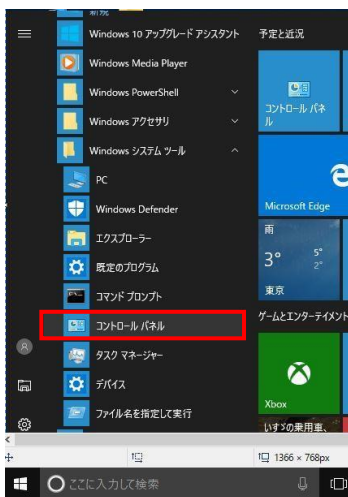 新規
Windows 10 アップグレード アシスタント
Windows Media Player
Windows PowerShell
Windows アクセサリ
Windows システム ツール
PC
Windows Defender
エクスプローラー
既定のプログラム
コマンド プロンプト
コントロール パネル
タスク マネージャー
デバイス
ファイル名を指定して実行
予定と近況
コントロール パネ
ル
Microsoft Edge
雨
3° 5°
2°
東京
ゲームとエンターテイメント
Xbox
いすゞの乗用車、
1366 × 768px
ここに入力して検索